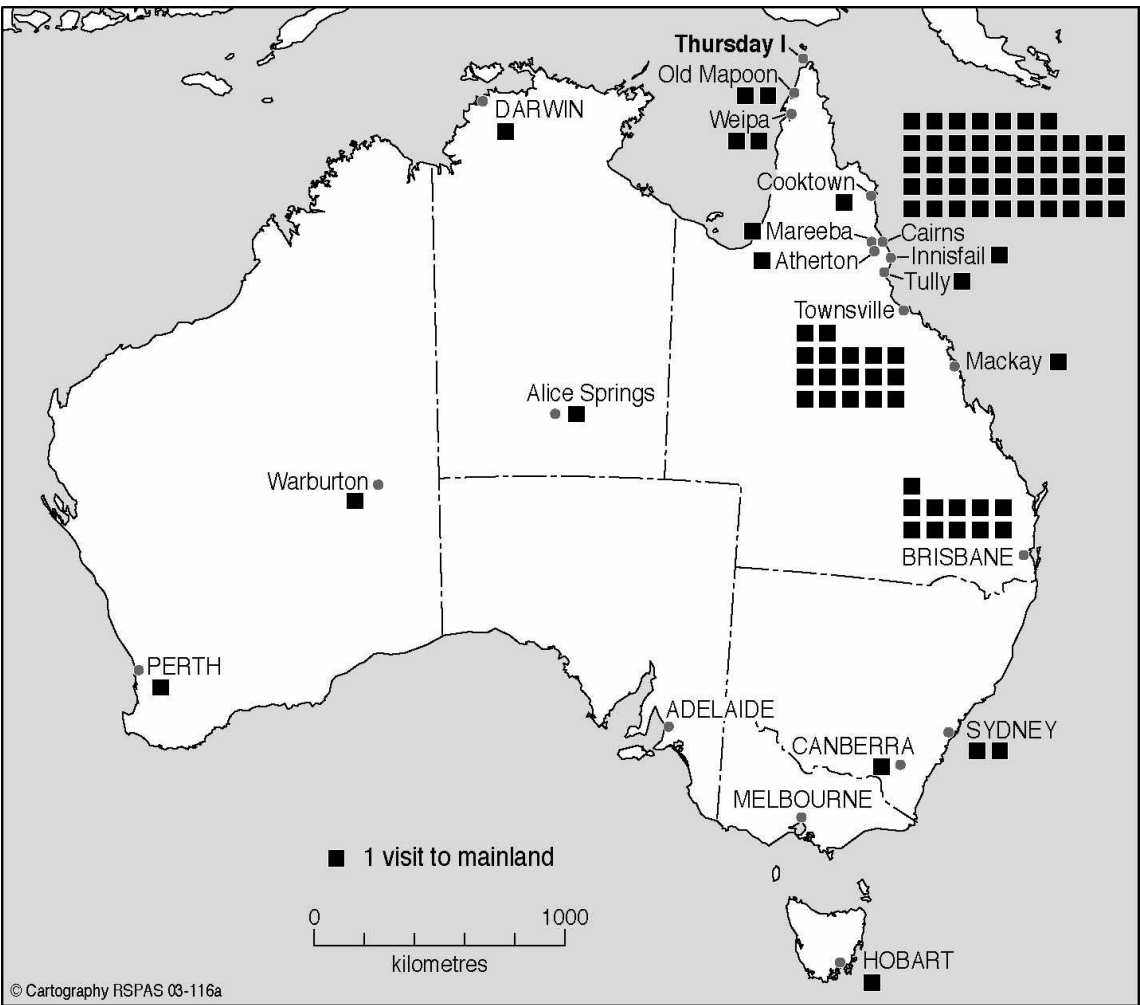 Thursday I
Old Mapoon
DARWIN
Weipa
Cooktown
Mareeba
Cairns
Atherton
Innisfail
Tully
Townsville
Mackay
Alice Springs
Warburton
BRISBANE
PERTH
ADELAIDE
SYDNEY
CANBERRA
MELBOURNE
1 visit to mainland
0 1000
kilometres
HOBART
© Cartography RSPAS 03-116a